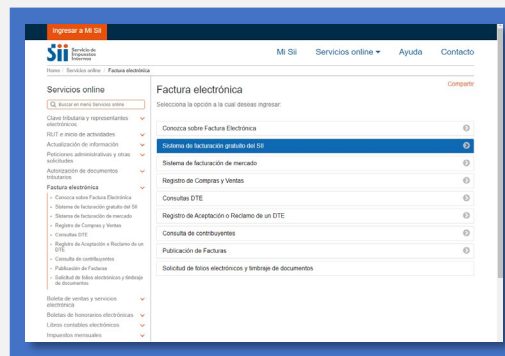 Ingresar a Mi Sii
Sii Servicio de
Impuestos
Internos
Mi Sii Servicios online Ayuda Contacto
Home Servicios online Factura electrónica
Servicios online
Buscar en menú Servicios online
Clave tributaria y representantes
electrónicos
RUT e inicio de actividades
Actualización de información
Peticiones administrativas y otras
solicitudes
Autorización de documentos
tributarios
Factura electrónica
Conozca sobre Factura Electrónica
Sistema de facturación gratuito del SII
Sistema de facturación de mercado
Registro de Compras y Ventas
Consultas DTE
Registro de Aceptación o Reclamo de un
DTE
Consulta de contribuyentes
Publicación de Facturas
Solicitud de folios electrónicos y timbraje
de documentos
Boleta de ventas y servicios
electrónica
Boletas de honorarios electrónicas
Libros contables electrónicos
Impuestos mensuales
Factura electrónica
Compartir
Selecciona la opción a la cual deseas ingresar:
Conozca sobre Factura Electrónica
Sistema de facturación gratuito del SII
Sistema de facturación de mercado
Registro de Compras y Ventas
Consultas DTE
Registro de Aceptación o Reclamo de un DTE
Consulta de contribuyentes
Publicación de Facturas
Solicitud de folios electrónicos y timbraje de documentos